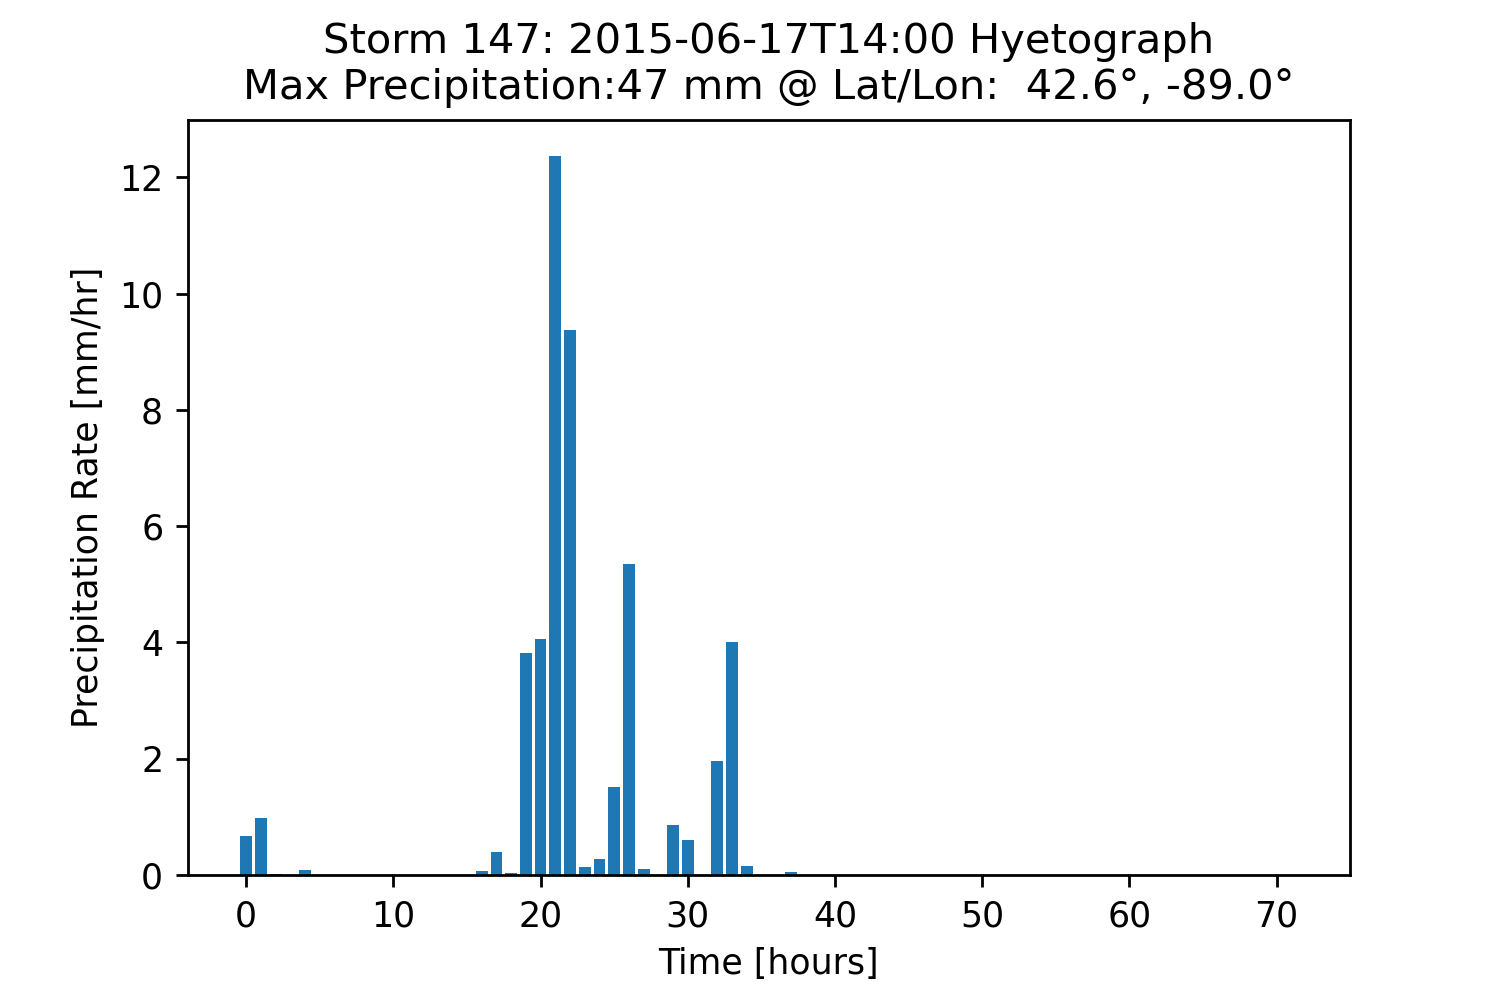 Storm 147: 2015-06-17T14:00 Hyetograph
Max Precipitation:47 mm @ Lat/Lon:  42.6°, -89.0°
12
10
8
6
4
2
0
Precipitation Rate [mm/hr]
0 10 20 30 40 50 60 70
Time [hours]